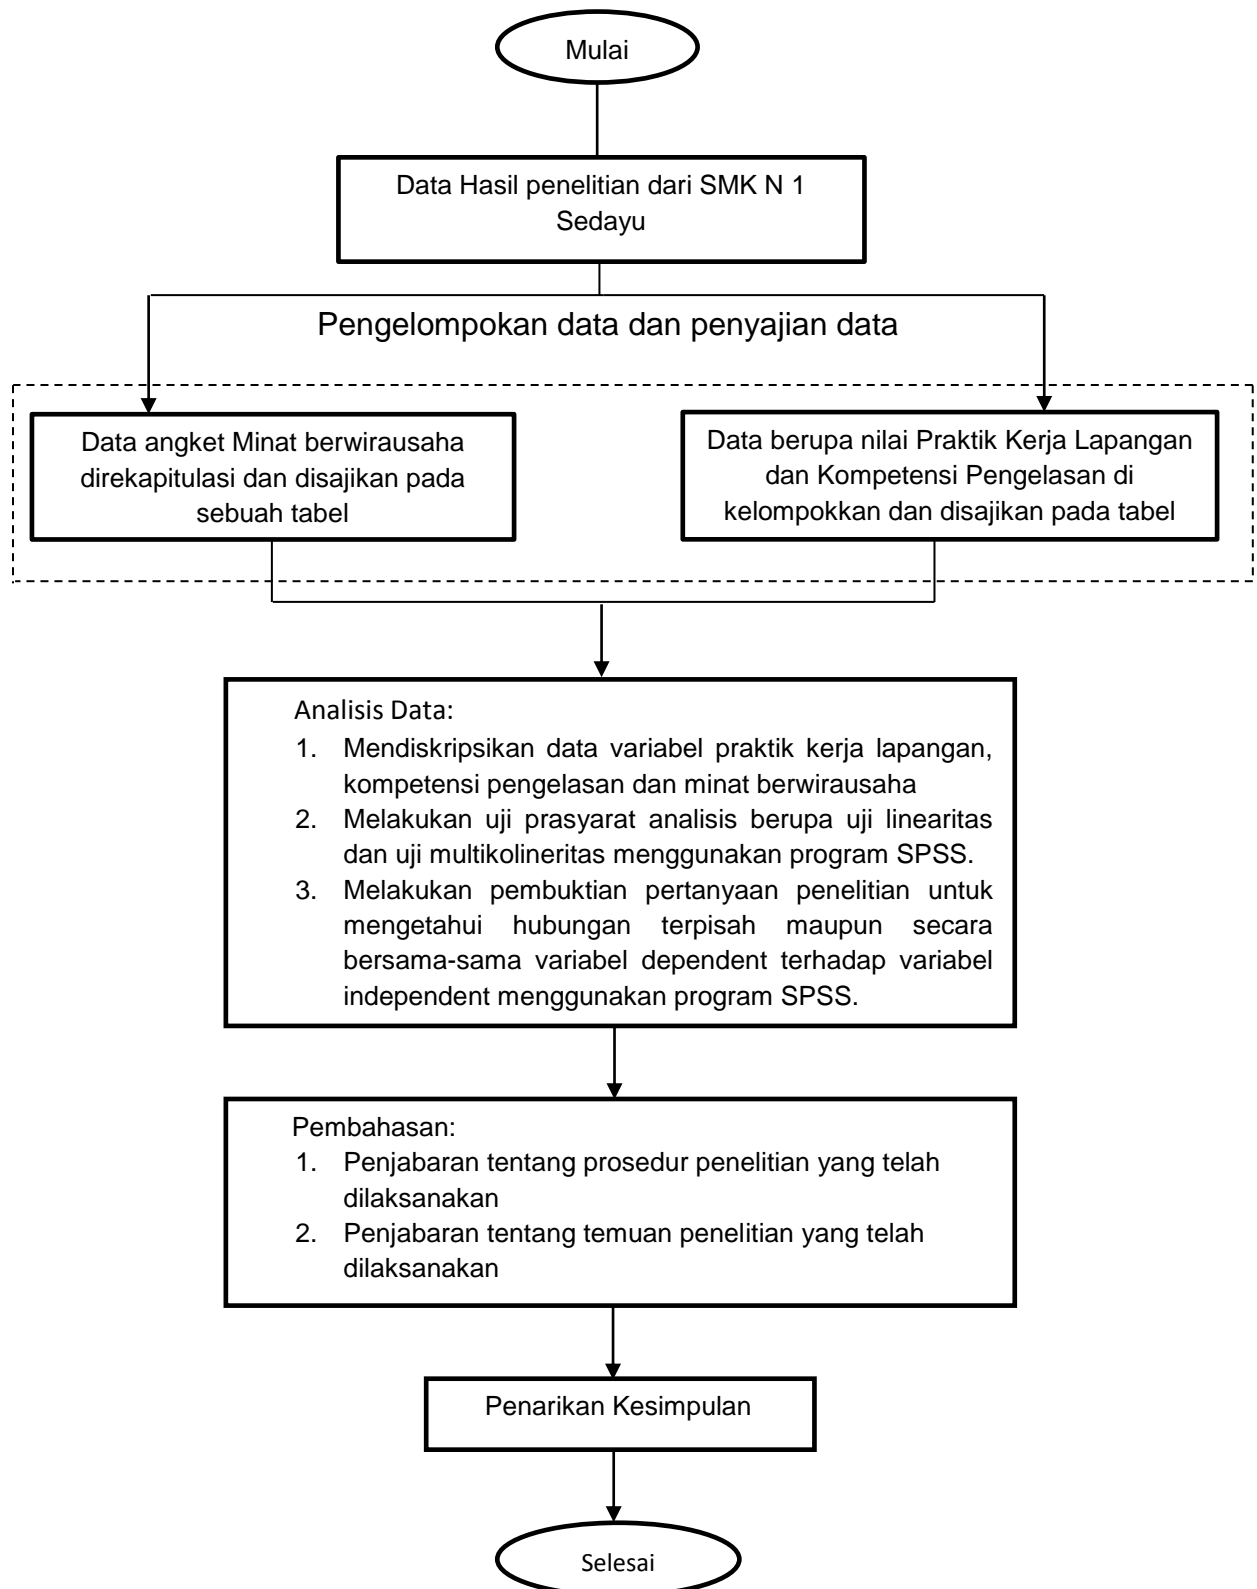 Mulai
Data Hasil penelitian dari SMK N 1
Sedayu
Pengelompokan data dan penyajian data
Data angket Minat berwirausaha
direkapitulasi dan disajikan pada
sebuah tabel
Data berupa nilai Praktik Kerja Lapangan
dan Kompetensi Pengelasan di
kelompokkan dan disajikan pada tabel
Analisis Data:
1. Mendiskripsikan data variabel praktik kerja lapangan,
kompetensi pengelasan dan minat berwirausaha
2. Melakukan uji prasyarat analisis berupa uji linearitas
dan uji multikolineritas menggunakan program SPSS.
3. Melakukan pembuktian pertanyaan penelitian untuk
mengetahui hubungan terpisah maupun secara
bersama-sama variabel dependent terhadap variabel
independent menggunakan program SPSS.
Pembahasan:
1. Penjabaran tentang prosedur penelitian yang telah
dilaksanakan
2. Penjabaran tentang temuan penelitian yang telah
dilaksanakan
Penarikan Kesimpulan
Selesai